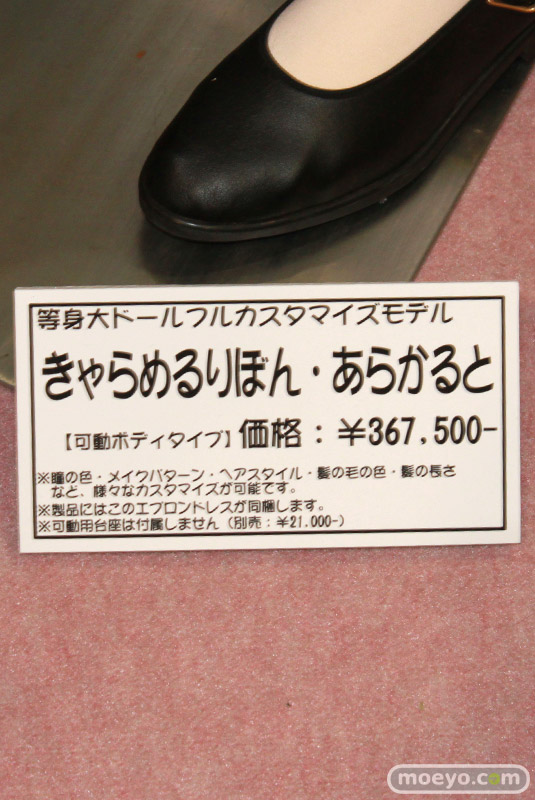 等身大ドールフルカスタマイズモデル
きゃらめるりぼん・あらかると
【可動ボディタイプ】価格：￥367,500-
※瞳の色・メイクパターン・ヘアスタイル・髪の毛の色・髪の長さ
など、様々なカスタマイズが可能です。
※製品にはこのエプロンドレスが同梱します。
※可動用台座は付属しません（別売：￥21,000-）
moeyo.com